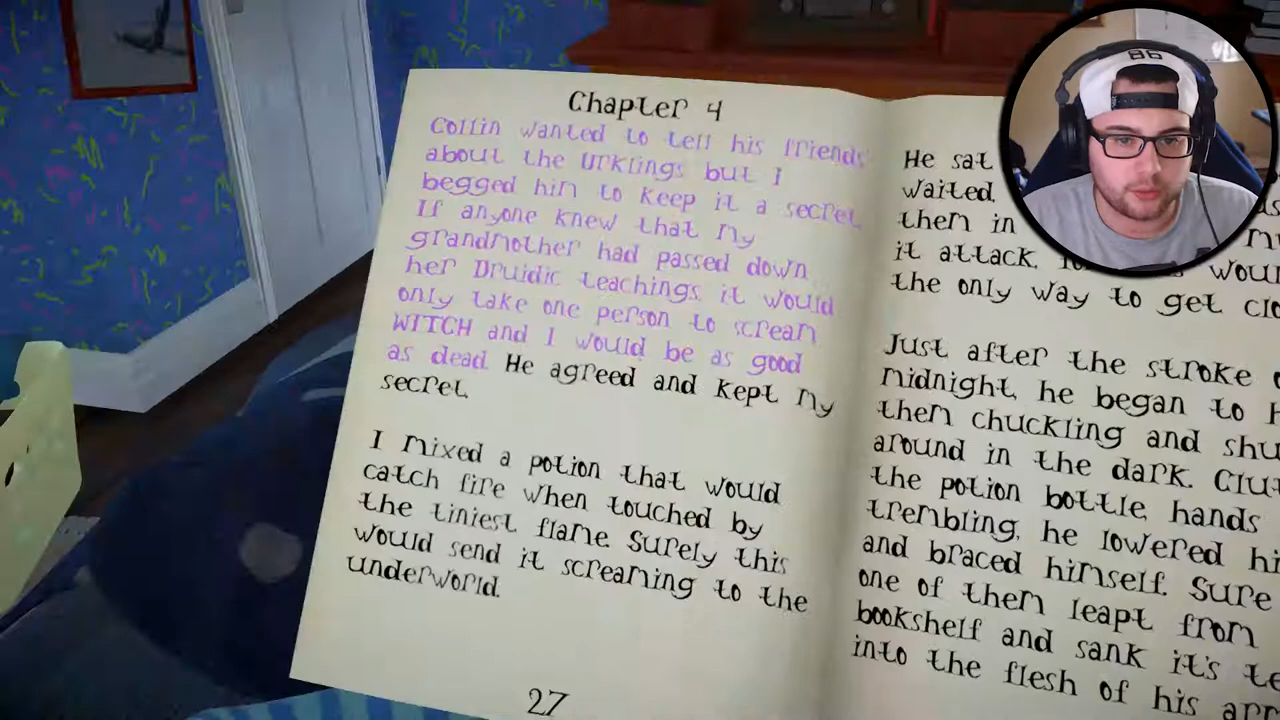 Chapter 4
Collin wanted to tell his friends
about the Urklings but I
begged him to keep it a secret.
If anyone knew that my
grandmother had passed down
her Druidic teachings, it would
only take one person to scream
WITCH and I would be as good
as dead. He agreed and kept my
secret.
I mixed a potion that would
catch fire when touched by
the tiniest flame. Surely this
would send it screaming to the
underworld.
27
He sat
waited,
them in
it attack,
the only way to get
Just after the stroke
midnight, he began to
then chuckling and
around in the dark.
the potion bottle, hands
trembling, he lowered
and braced himself. Sure
one of them leapt from
bookshelf and sank it's
into the flesh of his